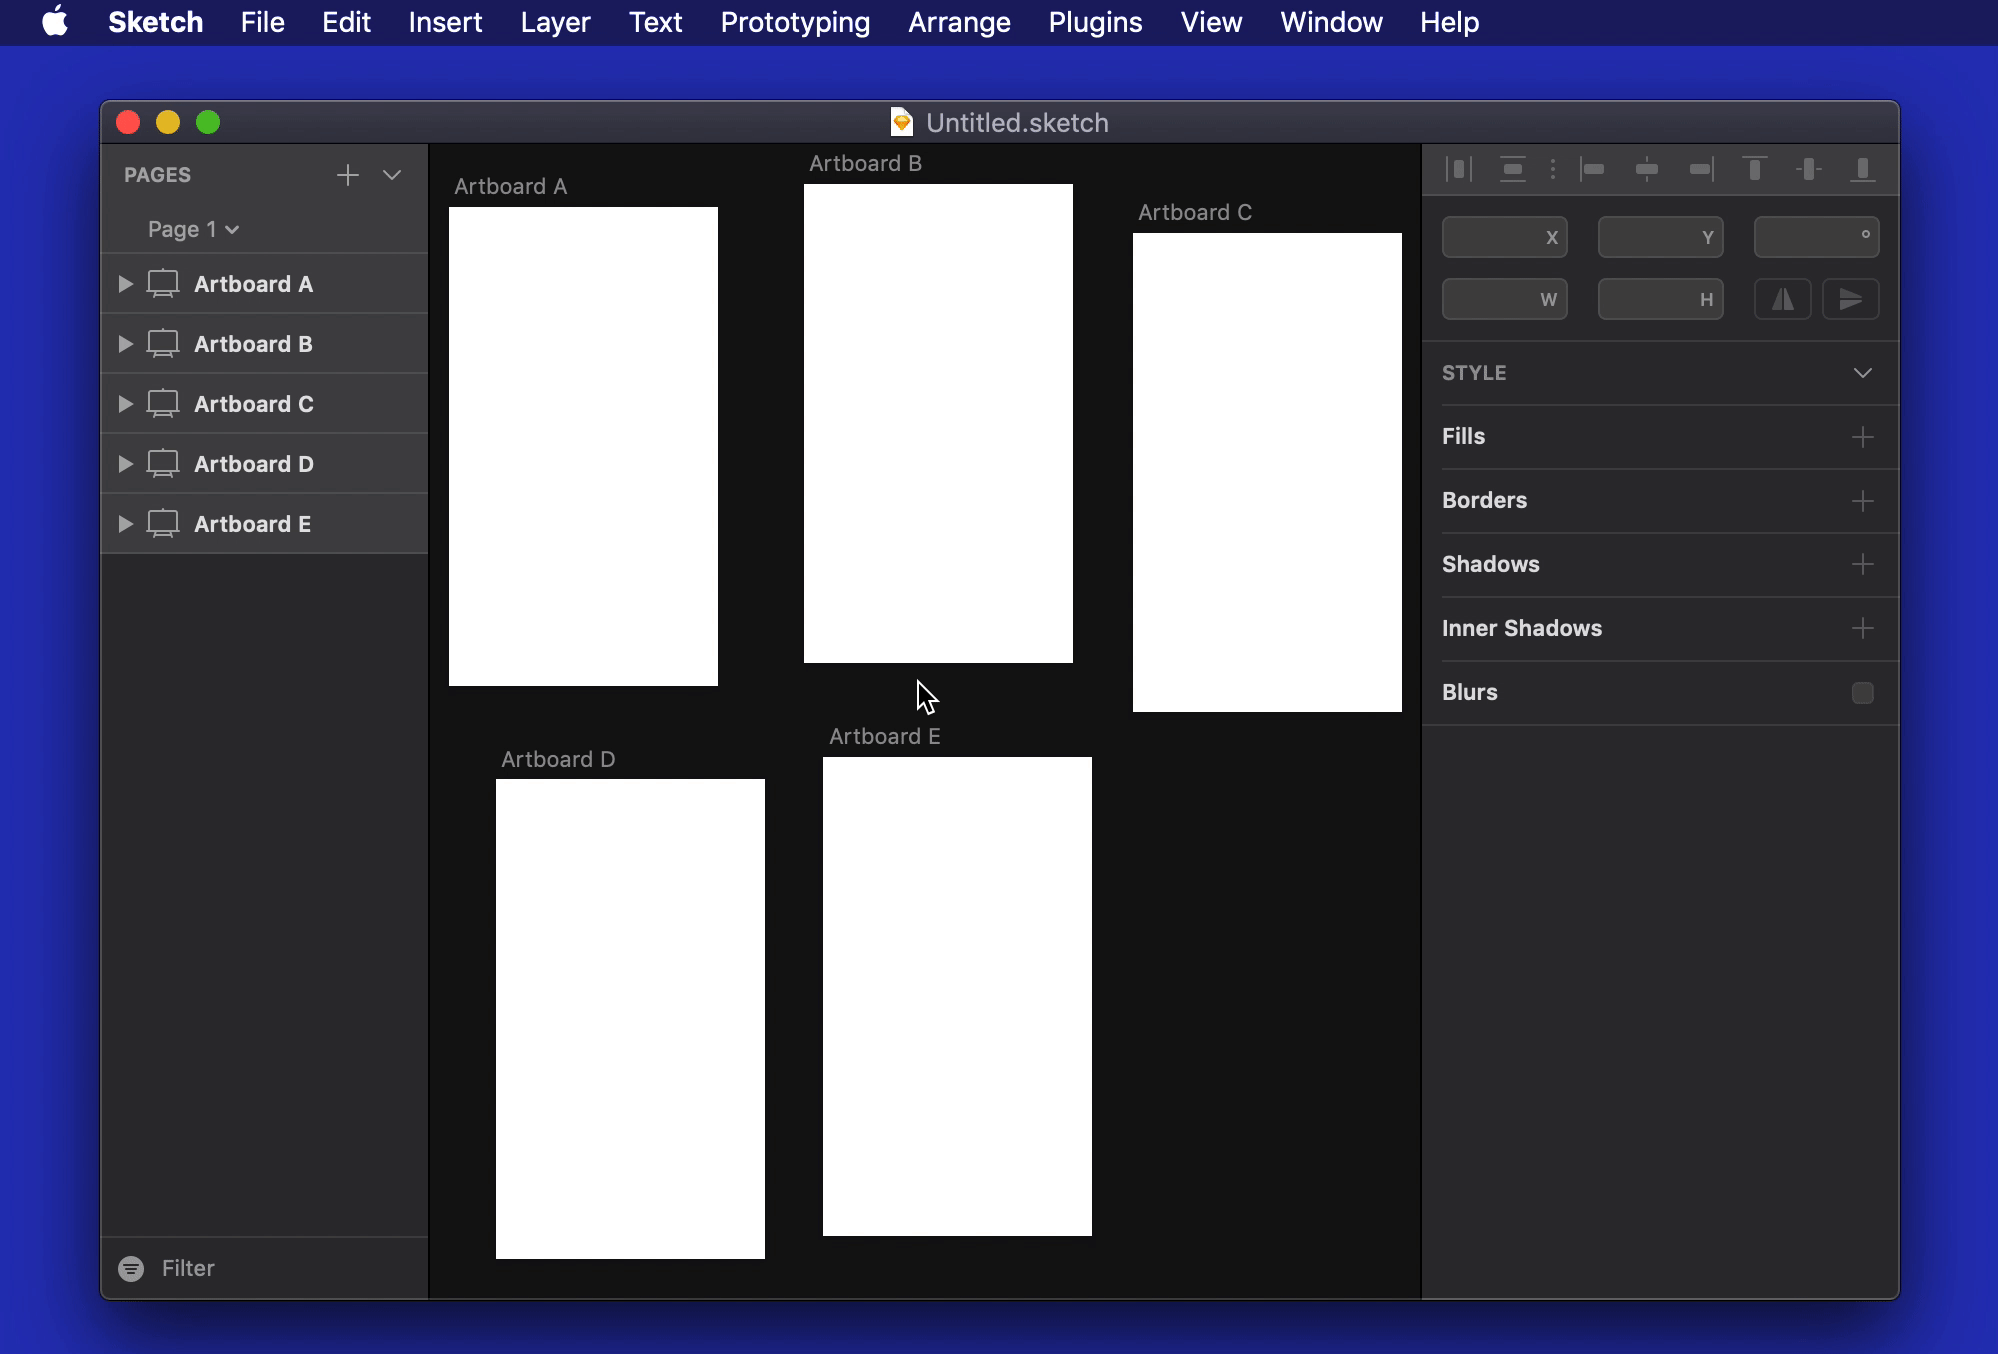 Sketch File Edit Insert Layer Text Prototyping Arrange Plugins View Window Help
Untitled.sketch
PAGES
Page 1
Artboard A
Artboard B
Artboard C
Artboard D
Artboard E
Filter
Artboard A
Artboard B
Artboard C
Artboard D
Artboard E
X Y °
W H
STYLE
Fills
Borders
Shadows
Inner Shadows
Blurs